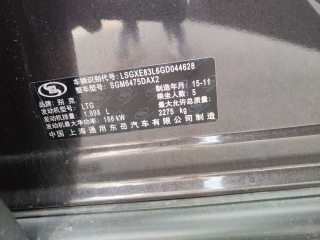 车辆识别代号: LSGXE83L6GD044628
整车型号: SGM6475DAX2
品牌: 别克 制造年月: 15-11
发动机型号: LTG 乘坐人数: 5
发动机排量: 1.998 L 最大允许总质量:
发动机最大净功率: 186 kW 2275 kg
中国上海通用东岳汽车有限公司制造